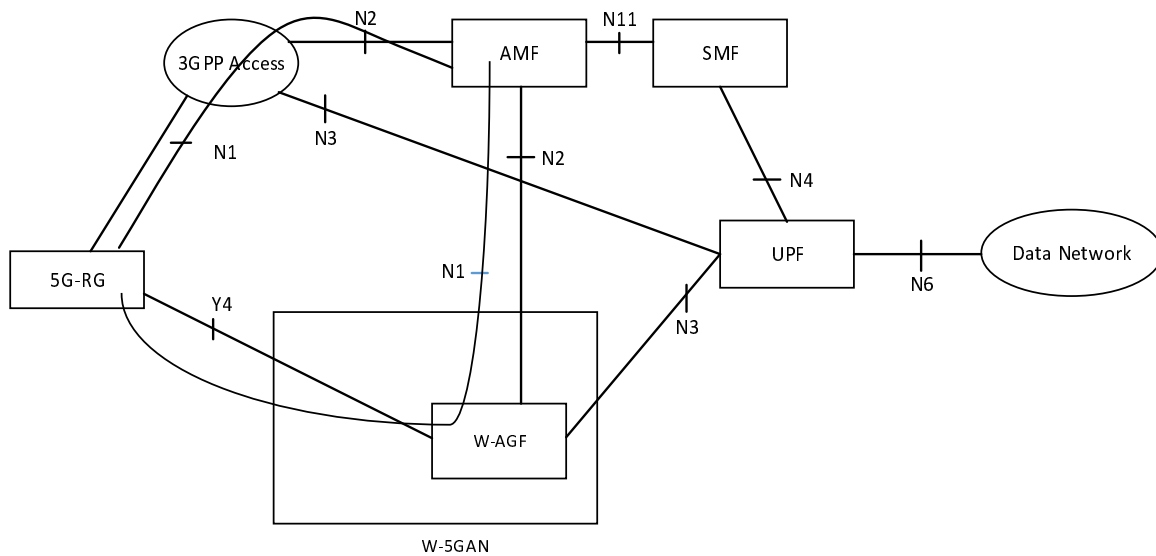 N2
N11
3GPP Access
AMF
SMF
N3
N1
N2
N4
5G-RG
N1
UPF
Data Network
Y4
N6
N3
W-AGF
W-5GAN